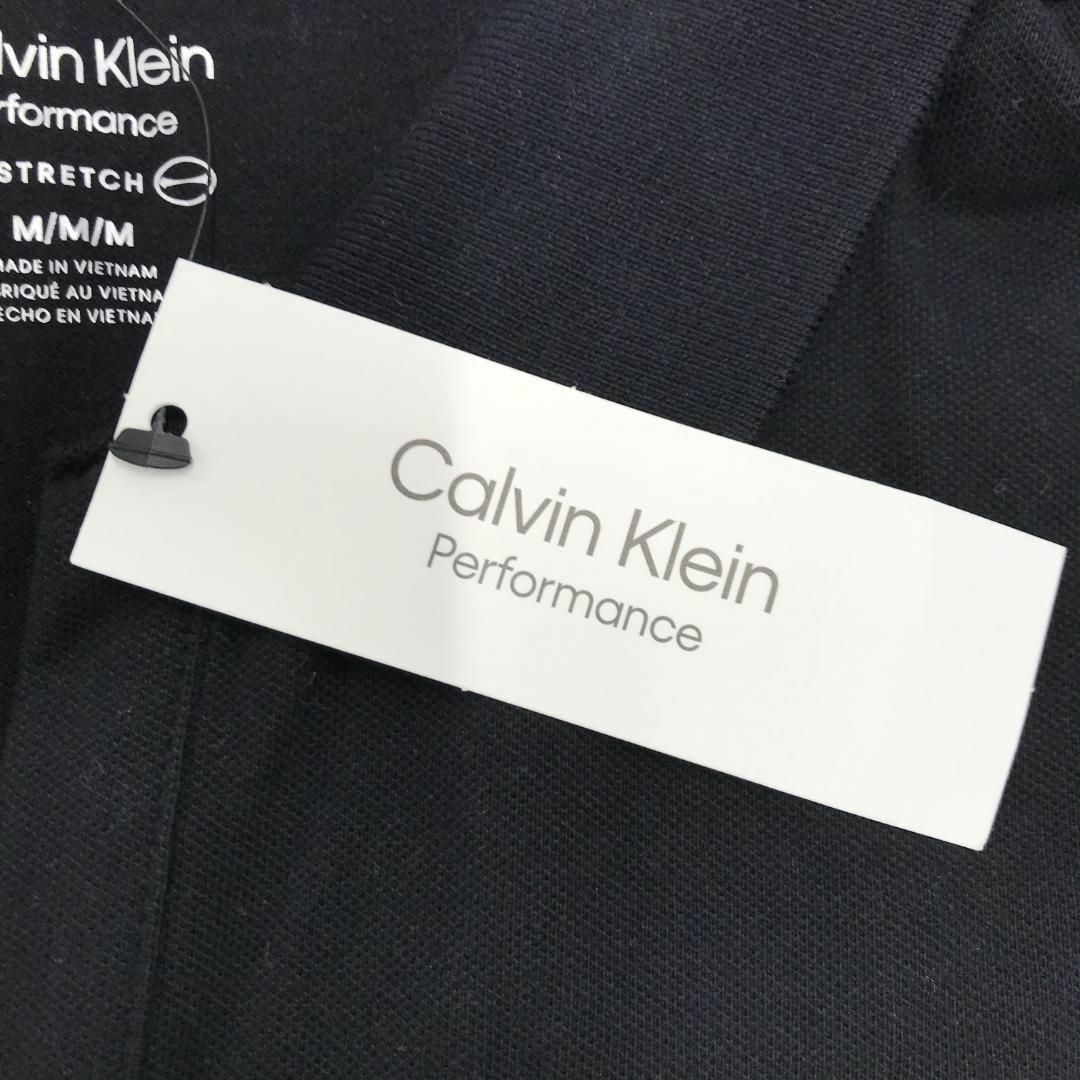 lvin Klein
rformance
STRETCH
M/M/M
MADE IN VIETNAM
RIQUÉ AU VIETNA
ECHO EN VIETNA
Calvin Klein
Performance